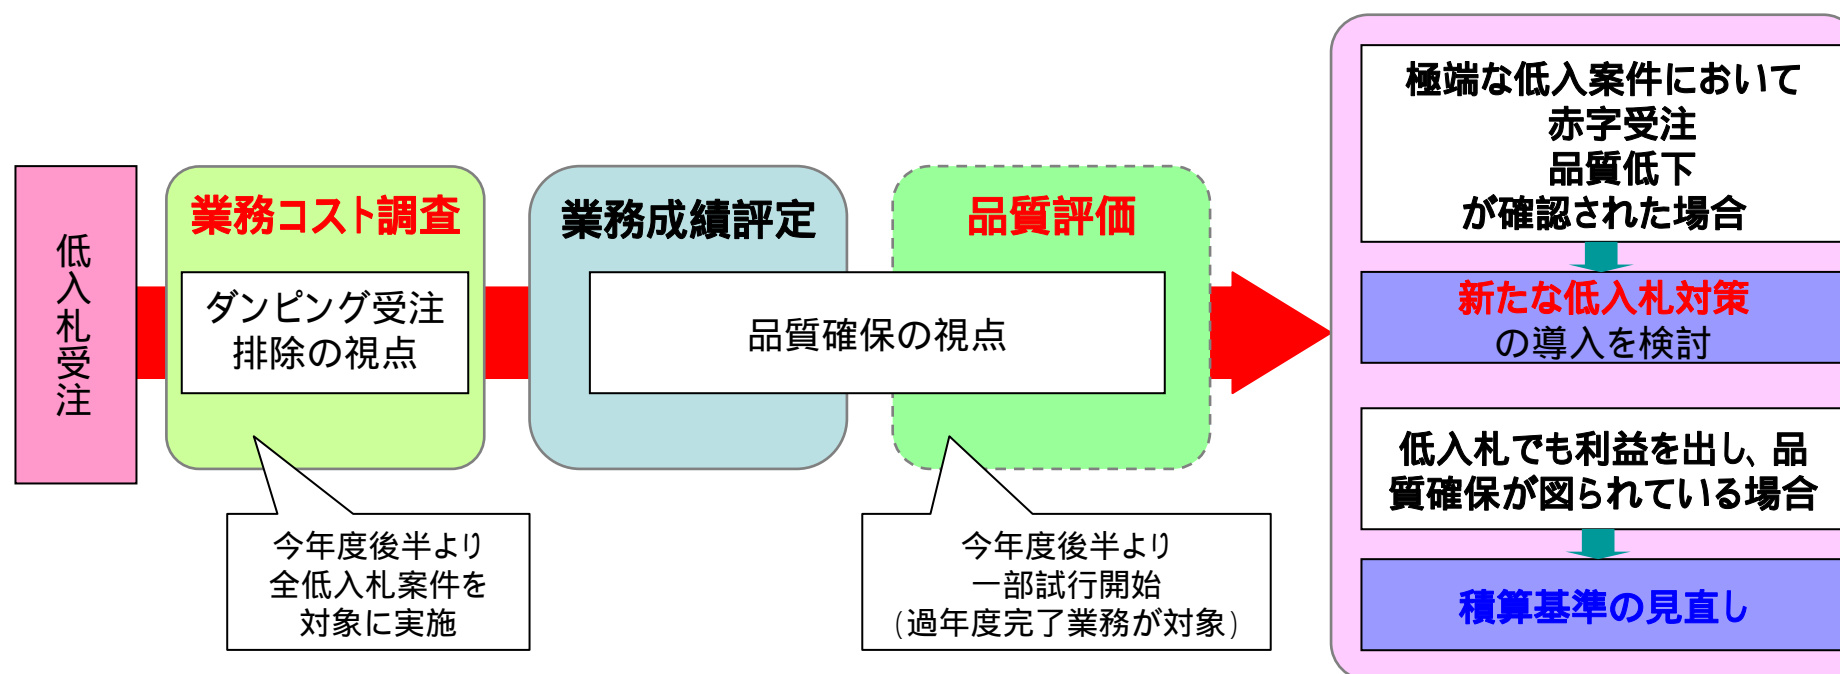 低入札受注
業務コスト調査
ダンピング受注
排除の視点
今年度後半より
全低入札案件を
対象に実施
業務成績評定
品質評価
品質確保の視点
今年度後半より
一部試行開始
(過年度完了業務が対象)
極端な低入案件において
赤字受注
品質低下
が確認された場合
新たな低入札対策
の導入を検討
低入札でも利益を出し、品
質確保が図られている場合
積算基準の見直し